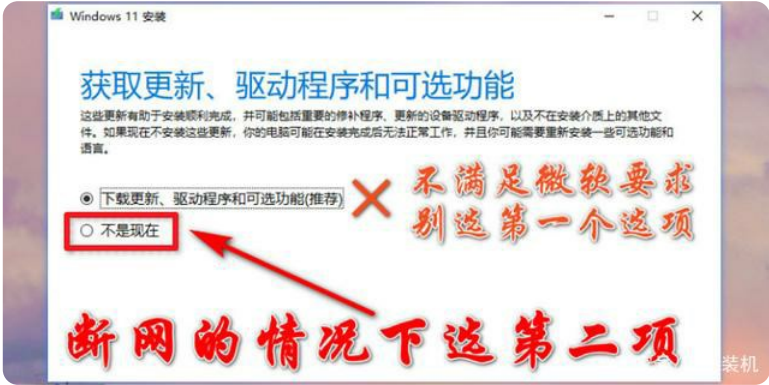 Windows 11 安装
获取更新、驱动程序和可选功能
这些更新有助于安装顺利完成，并可能包括重要的修补程序、更新的设备驱动程序，以及不在安装介质上的其他文
件。如果现在不安装这些更新，你的电脑可能在安装完成后无法正常工作，并且你可能需要重新安装一些可选功能和
语言。
下载更新、驱动程序和可选功能(推荐)
不满足微软要求
别选第一个选项
不是现在
断网的情况下选第二项
装机